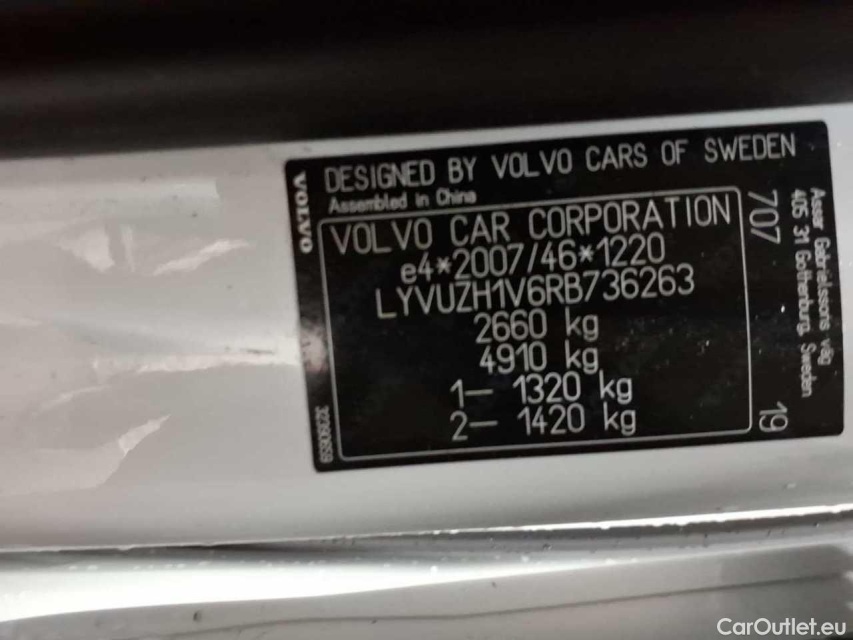 DESIGNED BY VOLVO CARS OF SWEDEN
Assembled in China
VOLVO
VOLVO CAR CORPORATION
e4*2007/46*1220
LYVUZH1V6RB736263
2660 kg
4910 kg
1– 1320 kg
2– 1420 kg
707
19
Assar Gabrielssons väg
405 31 Gothenburg, Sweden
CarOutlet.eu